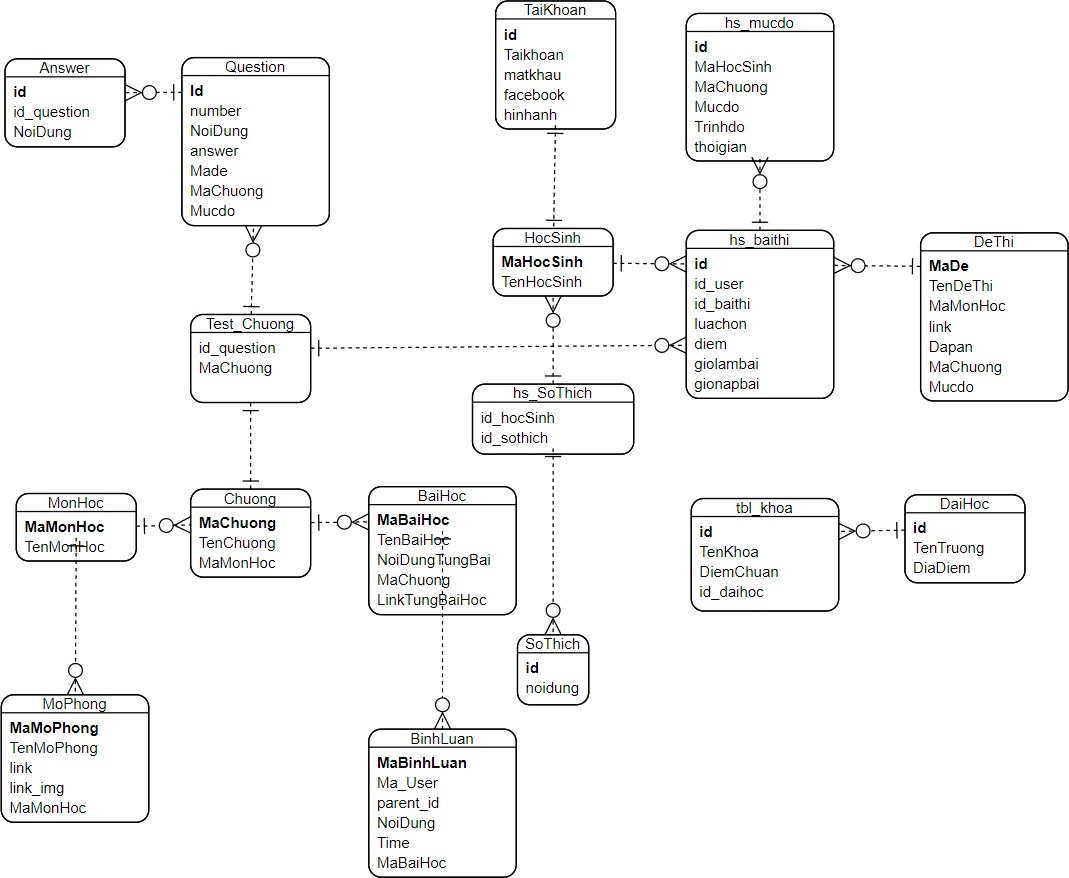 TaiKhoan
id
Taikhoan
matkhau
facebook
hinhanh
hs_mucdo
id
MaHocSinh
MaChuong
Mucdo
Trinhdo
thoigian
Answer
id
id_question
NoiDung
Question
Id
number
NoiDung
answer
Made
MaChuong
Mucdo
HocSinh
MaHocSinh
TenHocSinh
hs_baithi
id
id_user
id_baithi
luachon
diem
giolambai
gionapbai
DeThi
MaDe
TenDeThi
MaMonHoc
link
Dapan
MaChuong
Mucdo
Test_Chuong
id_question
MaChuong
hs_SoThich
id_hocSinh
id_sothich
MonHoc
MaMonHoc
TenMonHoc
Chuong
MaChuong
TenChuong
MaMonHoc
BaiHoc
MaBaiHoc
TenBaiHoc
NoiDungTungBai
MaChuong
LinkTungBaiHoc
tbl_khoa
id
TenKhoa
DiemChuan
id_daihoc
DaiHoc
id
TenTruong
DiaDiem
SoThich
id
noidung
MoPhong
MaMoPhong
TenMoPhong
link
link_img
MaMonHoc
BinhLuan
MaBinhLuan
Ma_User
parent_id
NoiDung
Time
MaBaiHoc